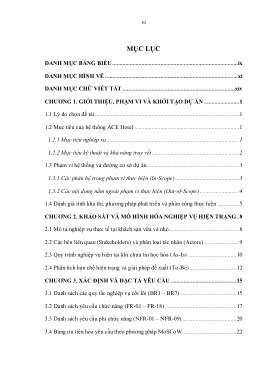 vi
MỤC LỤC
DANH MỤC BẢNG BIỂU ix
DANH MỤC HÌNH VẼ xi
DANH MỤC CHỮ VIẾT TẮT xiv
CHƯƠNG 1. GIỚI THIỆU, PHẠM VI VÀ KHỞI TẠO DỰ ÁN 1
1.1 Lý do chọn đề tài 1
1.2 Mục tiêu của hệ thống ACE Hotel 1
1.2.1 Mục tiêu nghiệp vụ 1
1.2.2 Mục tiêu kỹ thuật và khả năng truy vết 2
1.3 Phạm vi hệ thống và đường cơ sở dự án 3
1.3.1 Các phân hệ trong phạm vi thực hiện (In-Scope) 3
1.3.2 Các nội dung nằm ngoài phạm vi thực hiện (Out-of-Scope) 4
1.4 Đánh giá tính khả thi, phương pháp phát triển và phân công thực hiện 5
CHƯƠNG 2. KHẢO SÁT VÀ MÔ HÌNH HÓA NGHIỆP VỤ HIỆN TRẠNG..8
2.1 Mô tả nghiệp vụ thực tế tại khách sạn vừa và nhỏ 8
2.2 Các bên liên quan (Stakeholders) và phân loại tác nhân (Actors) 9
2.3 Quy trình nghiệp vụ hiện tại khi chưa tin học hóa (As-Is) 10
2.4 Phân tích hạn chế hiện trạng và giải pháp đề xuất (To-Be) 12
CHƯƠNG 3. XÁC ĐỊNH VÀ ĐẶC TẢ YÊU CẦU 15
3.1 Danh sách các quy tắc nghiệp vụ cốt lõi (BR1 – BR7) 15
3.2 Danh sách yêu cầu chức năng (FR-01 – FR-18) 17
3.3 Danh sách yêu cầu phi chức năng (NFR-01 – NFR-09) 20
3.4 Bảng ưu tiên hóa yêu cầu theo phương pháp MoSCoW 22